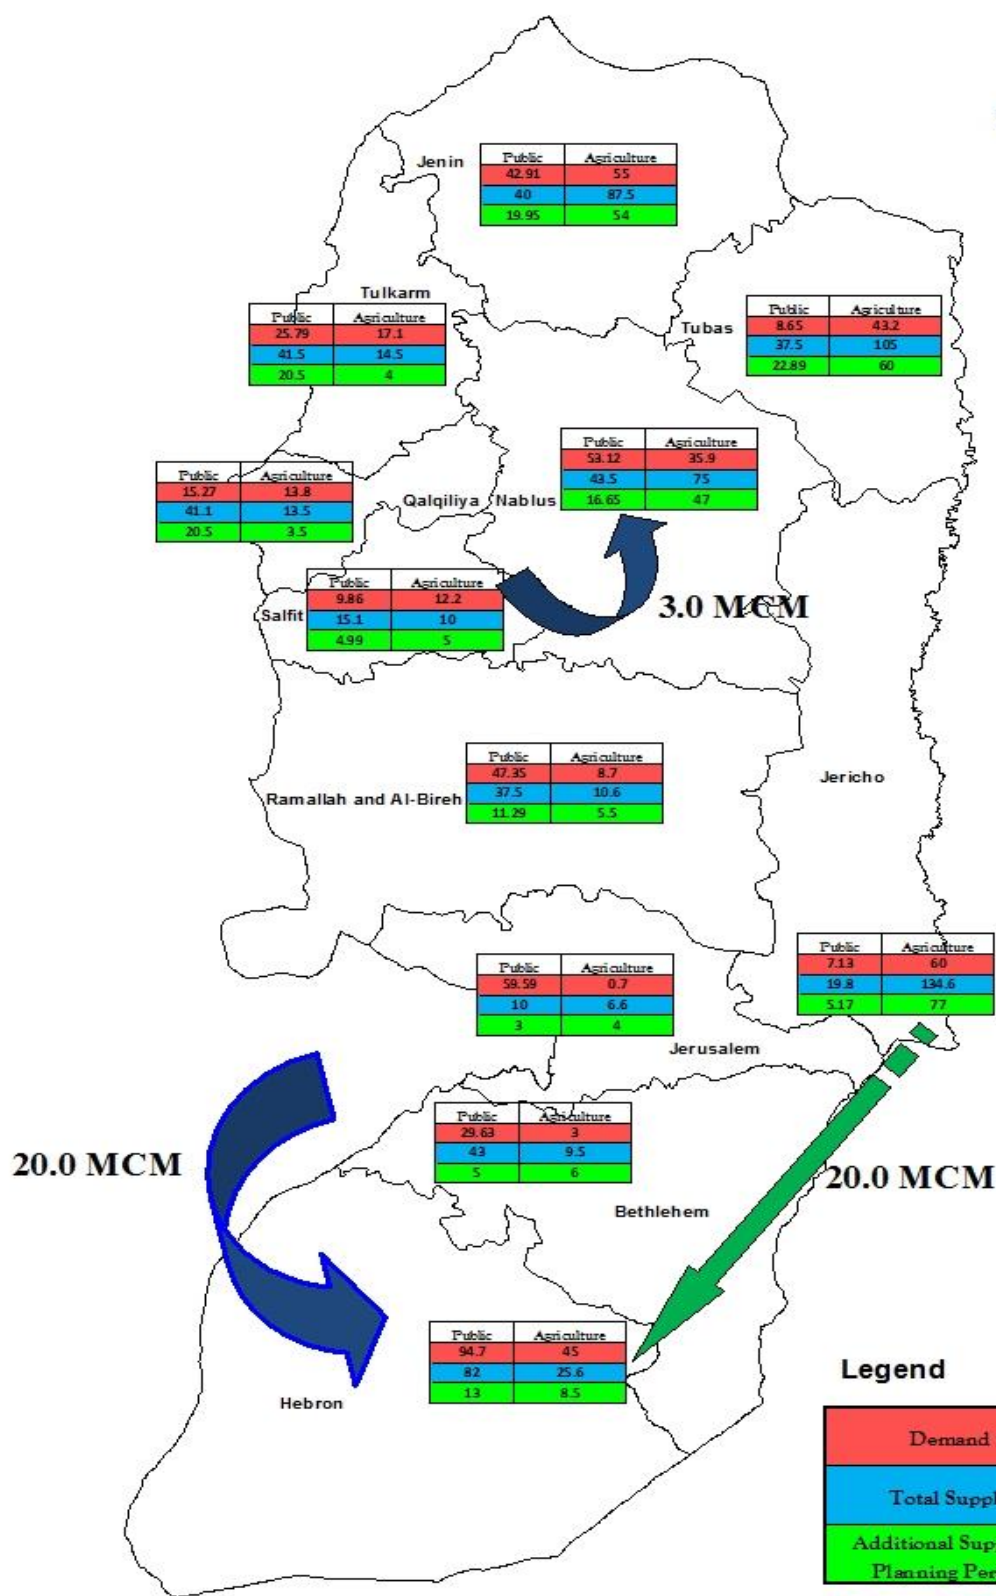 Jenin
Public Agriculture
42.91 55
40 87.5
19.95 54
Tulkarm
Public Agriculture
25.79 17.1
41.5 14.5
20.5 4
Tubas
Public Agriculture
8.65 43.2
37.5 105
22.89 60
Public Agriculture
53.12 35.9
43.5 75
16.65 47
Public Agriculture
15.27 13.8
41.1 13.5
20.5 3.5
Qalqiliya Nablus
Public Agriculture
9.86 12.2
15.1 10
4.99 5
Salfit
3.0 MCM
Public Agriculture
47.35 8.7
37.5 10.6
11.29 5.5
Ramallah and Al-Bireh
Jericho
Public Agriculture
7.13 60
19.8 134.6
5.17 77
Public Agriculture
59.59 0.7
10 6.6
3 4
Jerusalem
Public Agriculture
29.63 3
43 9.5
5 6
20.0 MCM
20.0 MCM
Bethlehem
Public Agriculture
94.7 45
82 25.6
13 8.5
Hebron
Legend
Demand
Total Suppl
Additional Sup
Planning Per